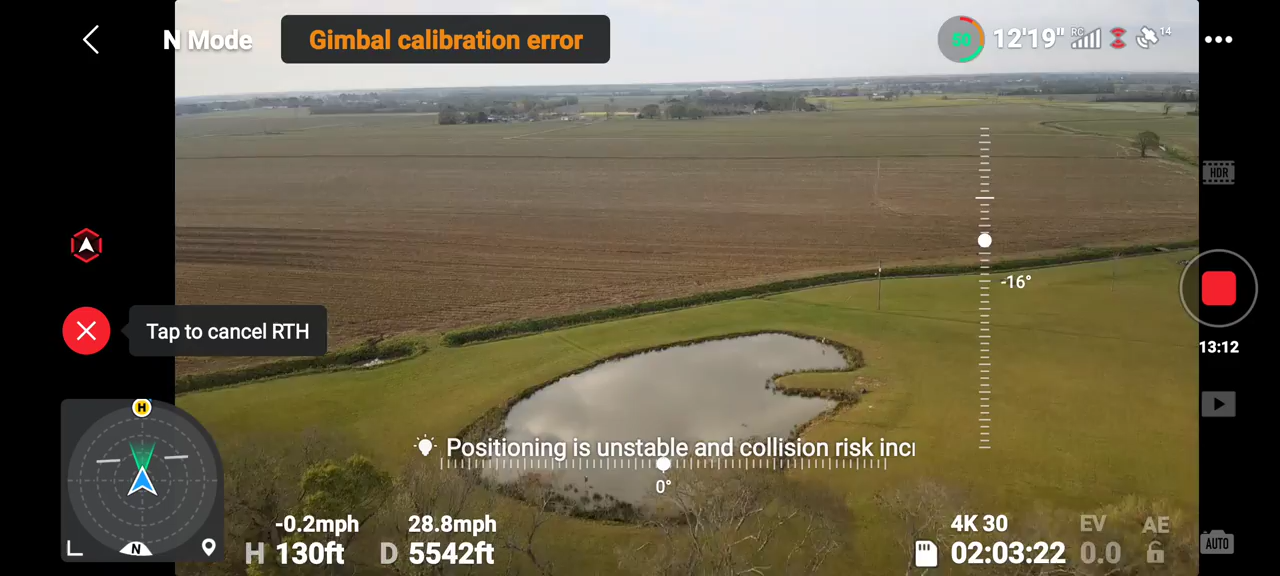 N Mode
Gimbal calibration error
50
12'19"
RC
14
HDR
-16°
13:12
Tap to cancel RTH
H
Positioning is unstable and collision risk inc
0°
-0.2mph
28.8mph
4K 30
EV
AE
L
N
H 130ft
D 5542ft
02:03:22
0.0
AUTO